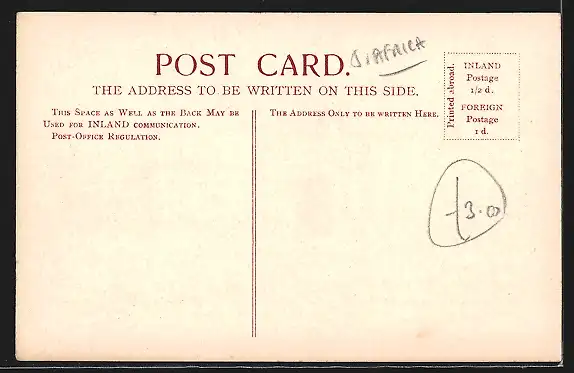 POST CARD.
S. AFRICA
THE ADDRESS TO BE WRITTEN ON THIS SIDE.
This Space as Well as the Back May be
Used for INLAND communication.
Post-Office Regulation.
The Address Only to be written Here.
Printed abroad.
INLAND
Postage
1/2 d.
FOREIGN
Postage
1 d.
3.00